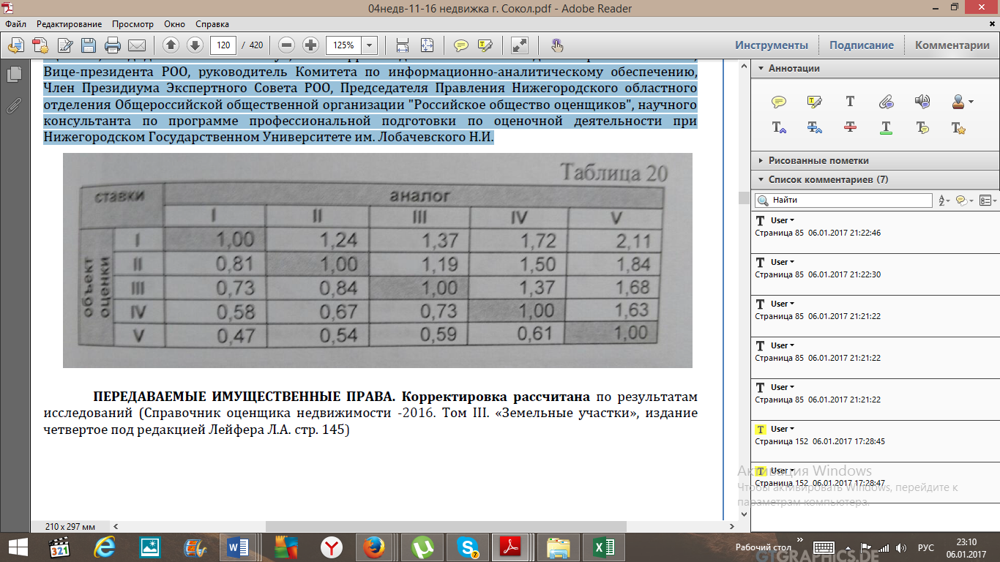 04недв-11-16 недвижка г. Сокол.pdf - Adobe Reader
Файл Редактирование Просмотр Окно Справка
120 / 420 125% Инструменты Подписание Комментарии
Вице-президента РОО, руководитель Комитета по информационно-аналитическому обеспечению,
Член Президиума Экспертного Совета РОО, Председателя Правления Нижегородского областного
отделения Общероссийской общественной организации "Российское общество оценщиков", научного
консультанта по программе профессиональной подготовки по оценочной деятельности при
Нижегородском Государственном Университете им. Лобачевского Н.И.
Таблица 20
ставки аналог
I II III IV V
объект оценки
I 1,00 1,24 1,37 1,72 2,11
II 0,81 1,00 1,19 1,50 1,84
III 0,73 0,84 1,00 1,37 1,68
IV 0,58 0,67 0,73 1,00 1,63
V 0,47 0,54 0,59 0,61 1,00
ПЕРЕДАВАЕМЫЕ ИМУЩЕСТВЕННЫЕ ПРАВА. Корректировка рассчитана по результатам
исследований (Справочник оценщика недвижимости -2016. Том III. «Земельные участки», издание
четвертое под редакцией Лейфера Л.А. стр. 145)
210 x 297 мм
Аннотации
Рисованные пометки
Список комментариев (7)
Найти
User
Страница 85 06.01.2017 21:22:46
User
Страница 85 06.01.2017 21:22:30
User
Страница 85 06.01.2017 21:21:22
User
Страница 85 06.01.2017 21:21:22
User
Страница 85 06.01.2017 21:21:22
User
Страница 152 06.01.2017 17:28:45
User
Страница 152 06.01.2017 17:28:47
Активация Windows
Чтобы активировать Windows, перейдите к
параметрам компьютера.
321
7
Рабочий стол
РУС
23:10
06.01.2017
GTGRAPHICS.DE